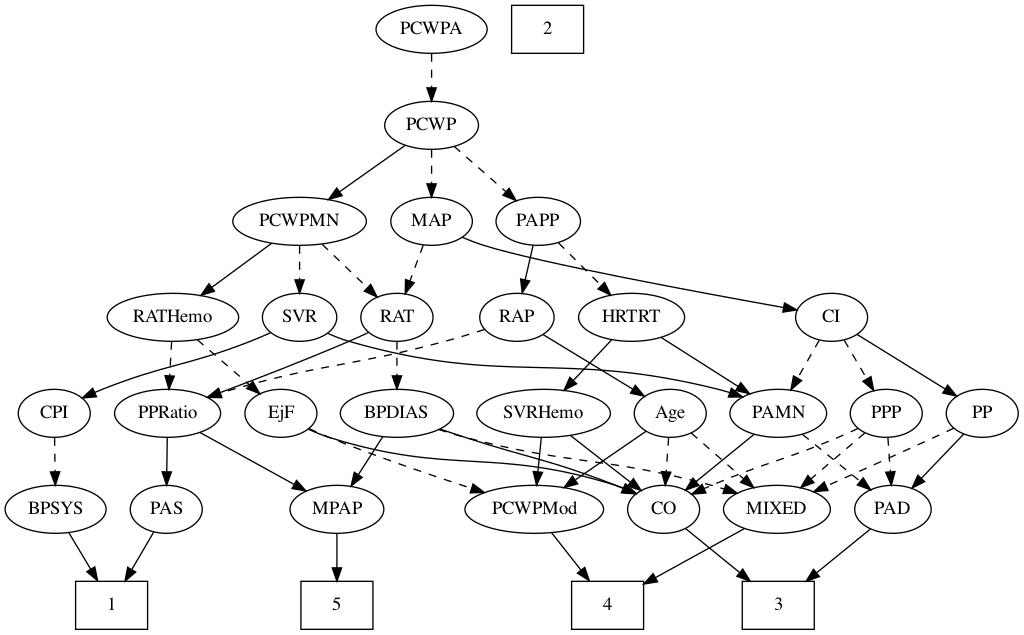 PCWPA 2
PCWP
PCWPMN MAP PAPP
RATHemo SVR RAT RAP HRTRT CI
CPI PPRatio EjF BPDIAS SVRHemo Age PAMN PPP PP
BPSYS PAS MPAP PCWPMod CO MIXED PAD
1 5 4 3